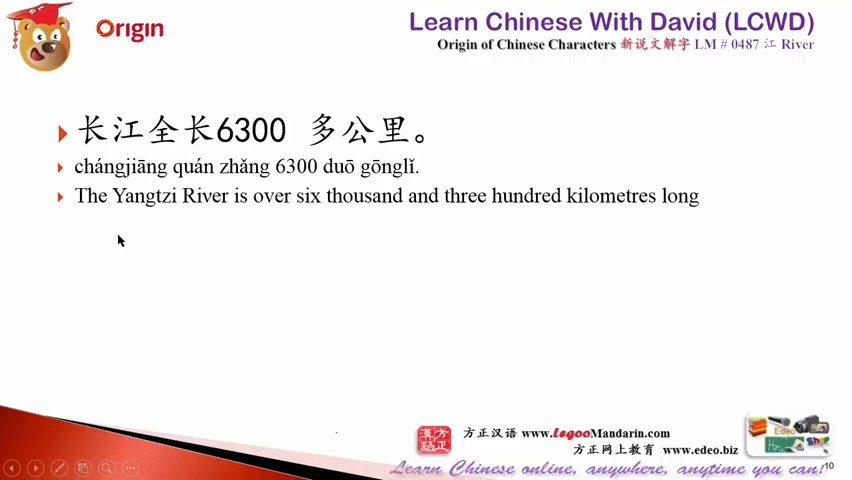 Origin
Learn Chinese With David (LCWD)
Origin of Chinese Characters 新说文解字 LM # 0487 江 River
长江全长6300 多公里。
chángjiāng quán zhǎng 6300 duō gōnglǐ.
The Yangtzi River is over six thousand and three hundred kilometres long
方正汉语 www.LegooMandarin.com
方正网上教育 www.edeo.biz
Learn Chinese online, anywhere, anytime you can!
10